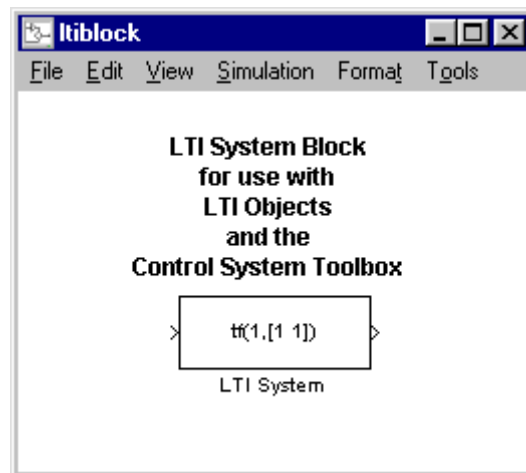 ltiblock
File Edit View Simulation Format Tools
LTI System Block
for use with
LTI Objects
and the
Control System Toolbox
tf(1,[1 1])
LTI System